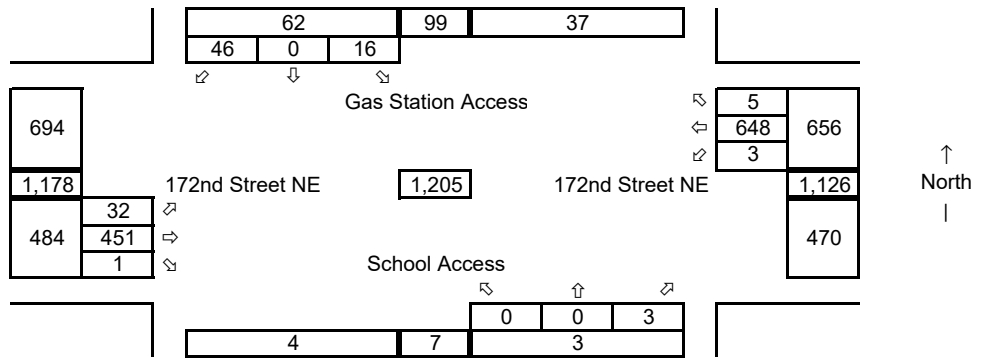 62 99 37
46 0 16
⬃ ⇩ ⬂
Gas Station Access
⬁ 5
694 ⇦ 648 656
⬃ 3
↑
1,178 172nd Street NE 1,205 172nd Street NE 1,126 North
|
32 ⬀
484 451 ⇨ 470
1 ⬂
School Access
⬁ ⇧ ⬀
0 0 3
4 7 3